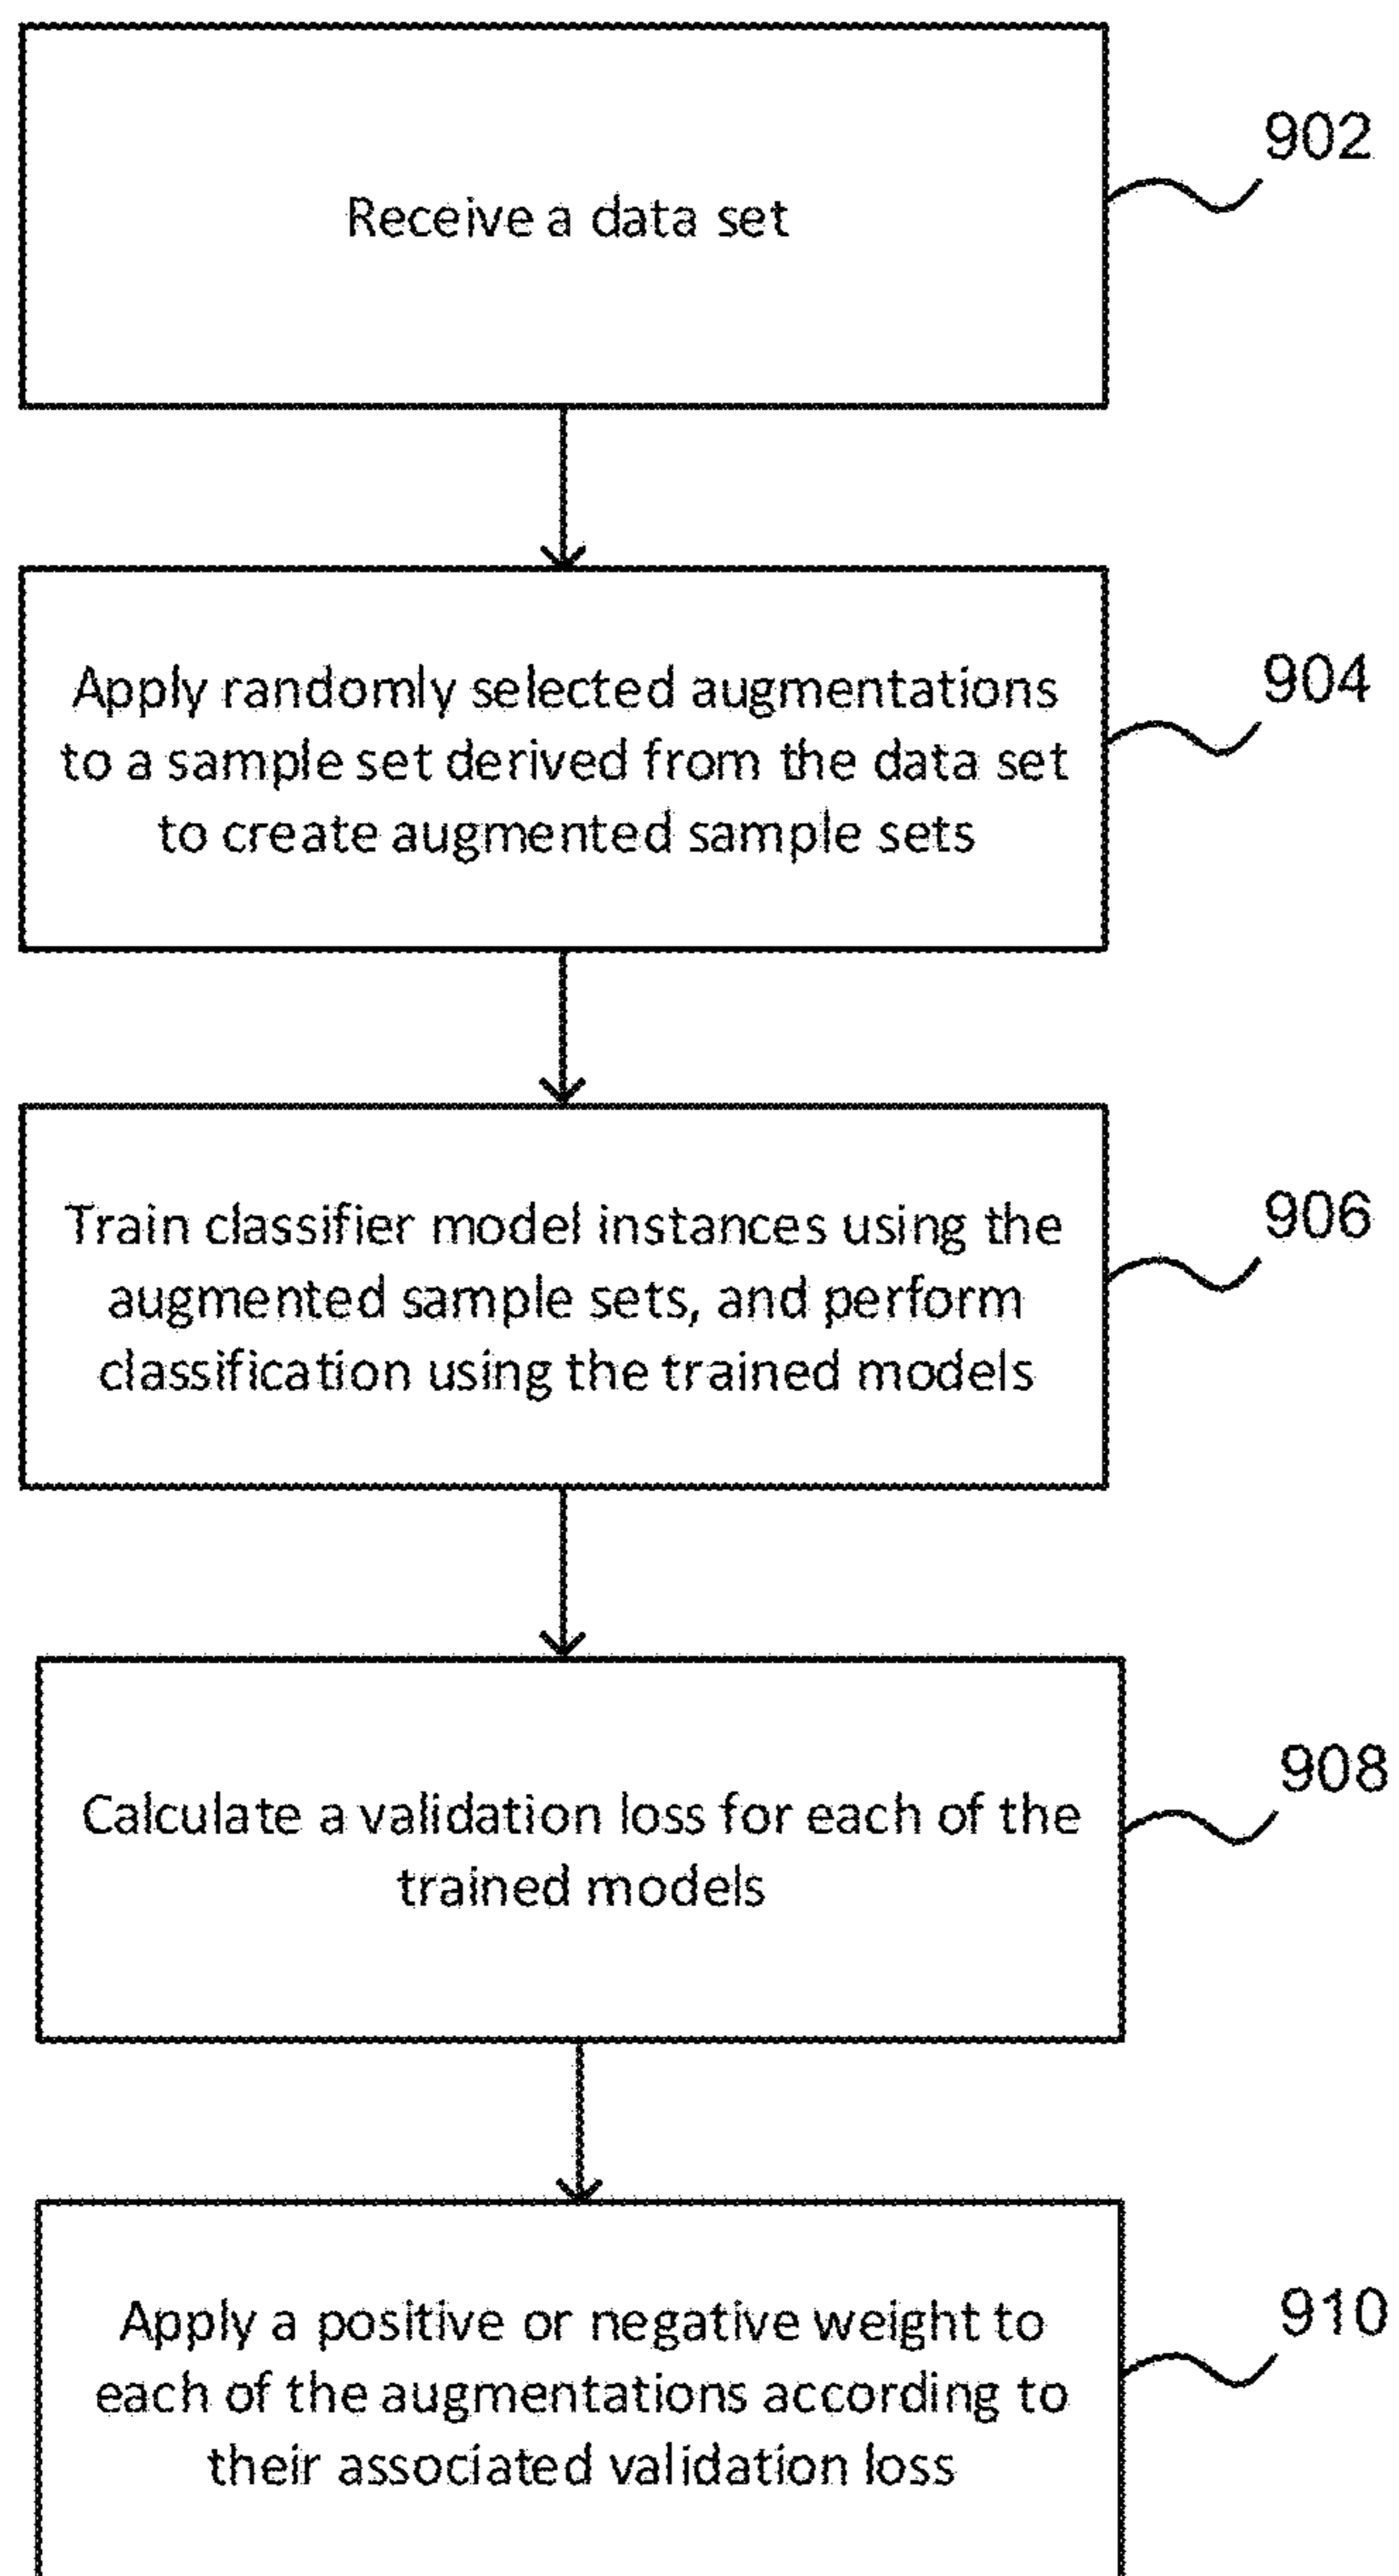 Receive a data set
902
Apply randomly selected augmentations
to a sample set derived from the data set
to create augmented sample sets
904
Train classifier model instances using the
augmented sample sets, and perform
classification using the trained models
906
Calculate a validation loss for each of the
trained models
908
Apply a positive or negative weight to
each of the augmentations according to
their associated validation loss
910